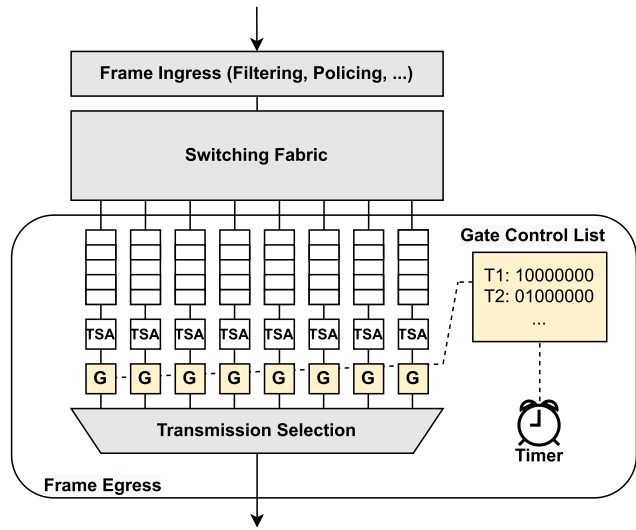 Frame Ingress (Filtering, Policing, ...)
Switching Fabric
Gate Control List
T1: 10000000
T2: 01000000
...
TSA TSA TSA TSA TSA TSA TSA TSA
G G G G G G G G
Transmission Selection
Timer
Frame Egress